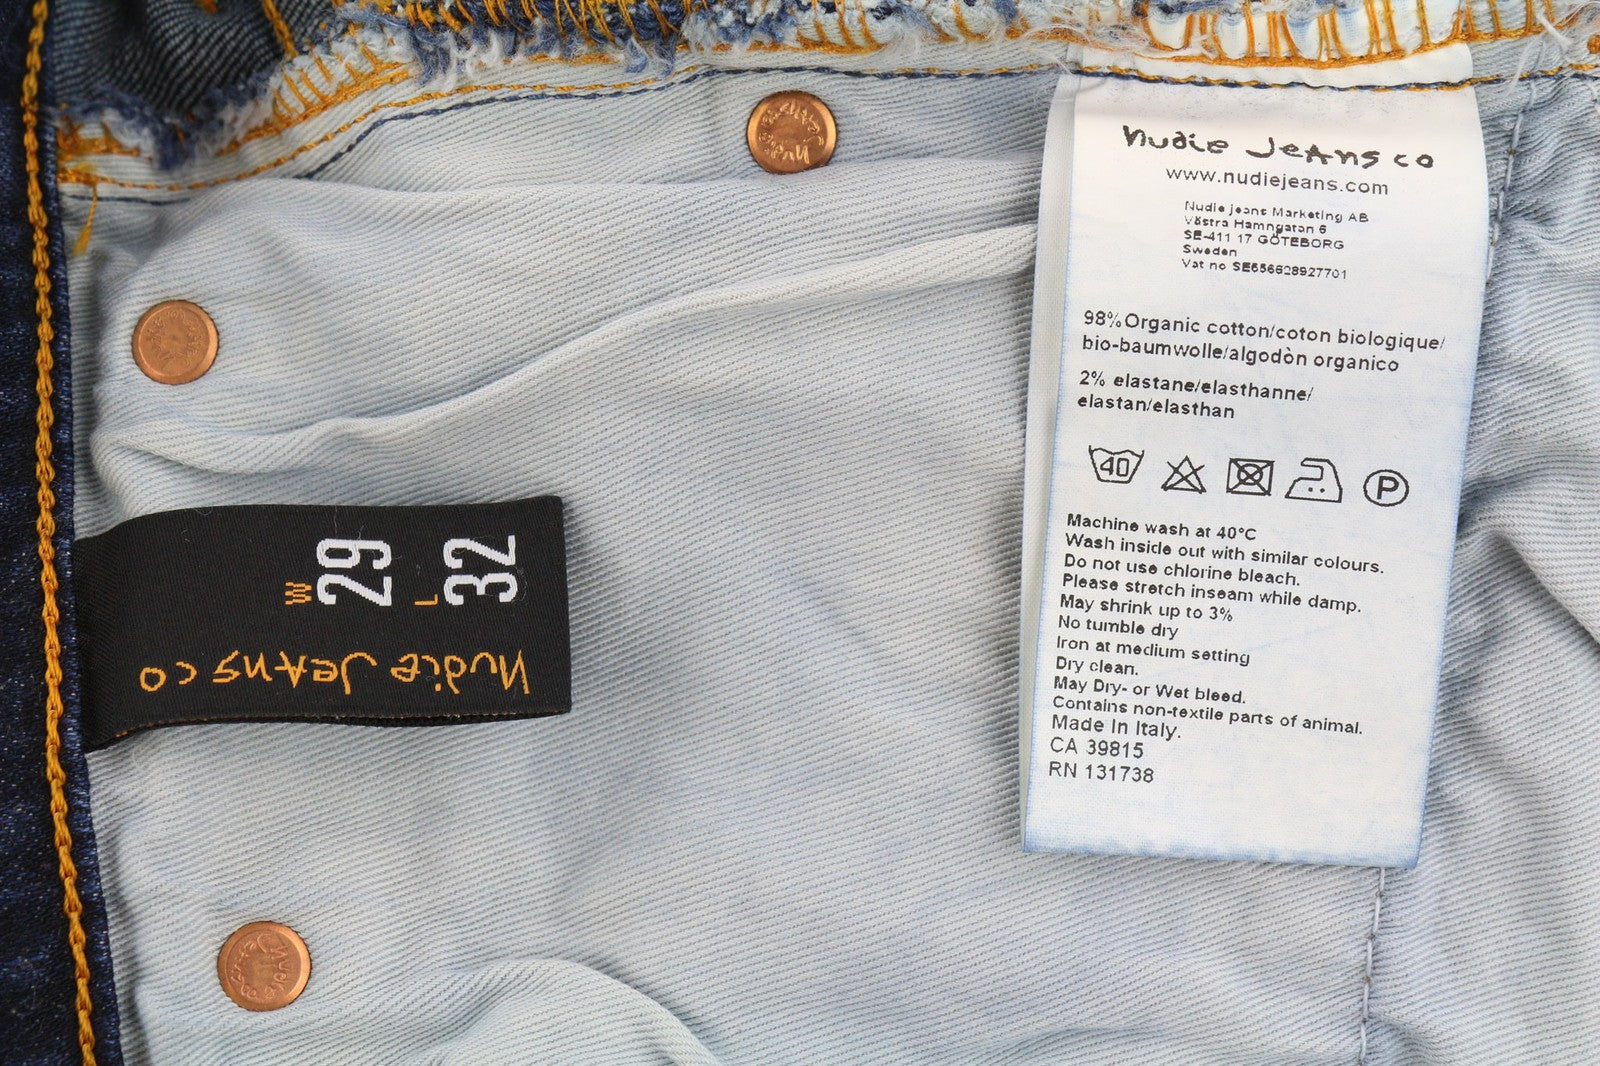 nudie Jeans co
www.nudiejeans.com
Nudie jeans Marketing AB
Västra Hamngatan 6
SE-411 17 GÖTEBORG
Sweden
Vat no SE656628927701
98% Organic cotton/coton biologique/
bio-baumwolle/algodòn organico
2% elastane/elasthanne/
elastan/elasthan
40
P
Machine wash at 40°C
Wash inside out with similar colours.
Do not use chlorine bleach.
Please stretch inseam while damp.
May shrink up to 3%
No tumble dry
Iron at medium setting
Dry clean.
May Dry- or Wet bleed.
Contains non-textile parts of animal.
Made In Italy.
CA 39815
RN 131738
W
29
L
32
nudie Jeans co